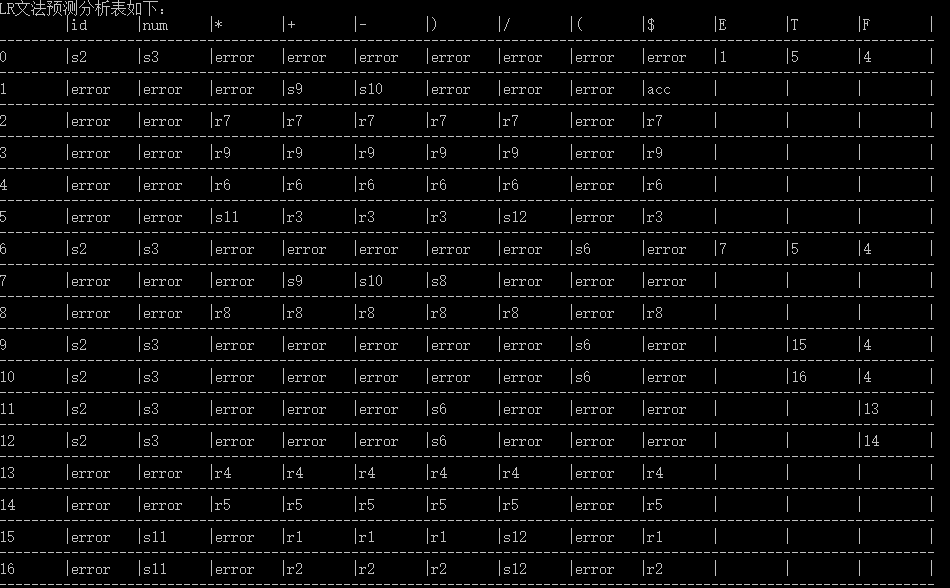 LR文法预测分析表如下：
|id |num |* |+ |- |) |/ |( |$ |E |T |F |
0 |s2 |s3 |error |error |error |error |error |error |error |1 |5 |4 |
1 |error |error |error |s9 |s10 |error |error |error |acc | | | |
2 |error |error |r7 |r7 |r7 |r7 |r7 |error |r7 | | | |
3 |error |error |r9 |r9 |r9 |r9 |r9 |error |r9 | | | |
4 |error |error |r6 |r6 |r6 |r6 |r6 |error |r6 | | | |
5 |error |error |s11 |r3 |r3 |r3 |s12 |error |r3 | | | |
6 |s2 |s3 |error |error |error |error |error |s6 |error |7 |5 |4 |
7 |error |error |error |s9 |s10 |s8 |error |error |error | | | |
8 |error |error |r8 |r8 |r8 |r8 |r8 |error |r8 | | | |
9 |s2 |s3 |error |error |error |error |error |s6 |error | |15 |4 |
10 |s2 |s3 |error |error |error |error |error |s6 |error | |16 |4 |
11 |s2 |s3 |error |error |error |s6 |error |error |error | | |13 |
12 |s2 |s3 |error |error |error |s6 |error |error |error | | |14 |
13 |error |error |r4 |r4 |r4 |r4 |r4 |error |r4 | | | |
14 |error |error |r5 |r5 |r5 |r5 |r5 |error |r5 | | | |
15 |error |s11 |error |r1 |r1 |r1 |s12 |error |r1 | | | |
16 |error |s11 |error |r2 |r2 |r2 |s12 |error |r2 | | | |